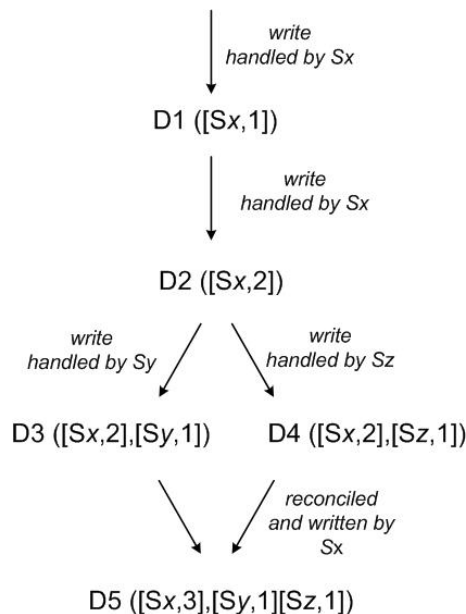 write
handled by Sx
D1 ([Sx,1])
write
handled by Sx
D2 ([Sx,2])
write
handled by Sy
write
handled by Sz
D3 ([Sx,2],[Sy,1])
D4 ([Sx,2],[Sz,1])
reconciled
and written by
Sx
D5 ([Sx,3],[Sy,1][Sz,1])